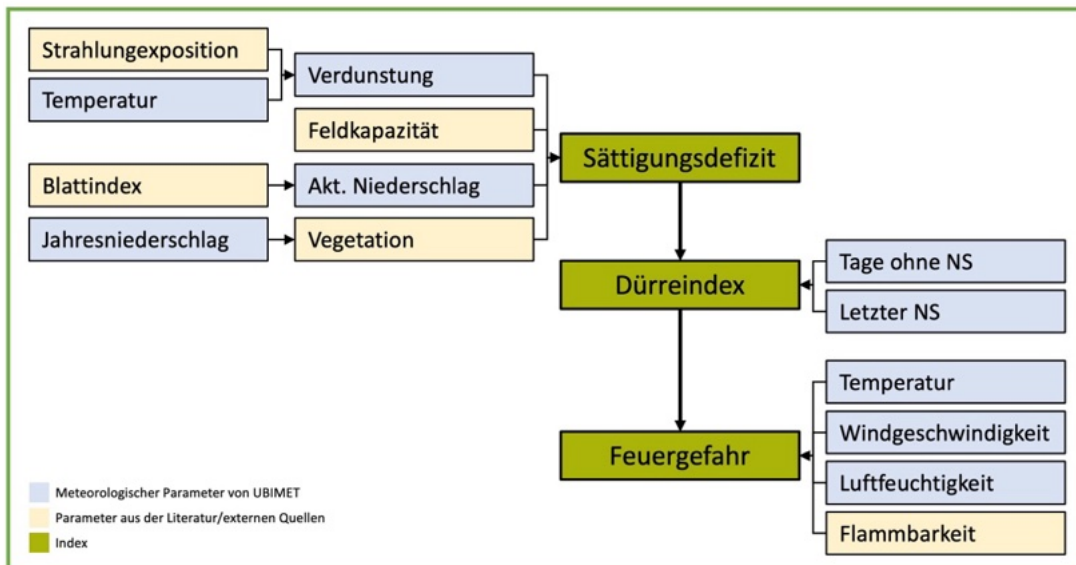 Strahlungexposition
Temperatur
Blattindex
Jahresniederschlag
Verdunstung
Feldkapazität
Akt. Niederschlag
Vegetation
Sättigungsdefizit
Dürreindex
Feuergefahr
Tage ohne NS
Letzter NS
Temperatur
Windgeschwindigkeit
Luftfeuchtigkeit
Flammbarkeit
Meteorologischer Parameter von UBIMET
Parameter aus der Literatur/externen Quellen
Index